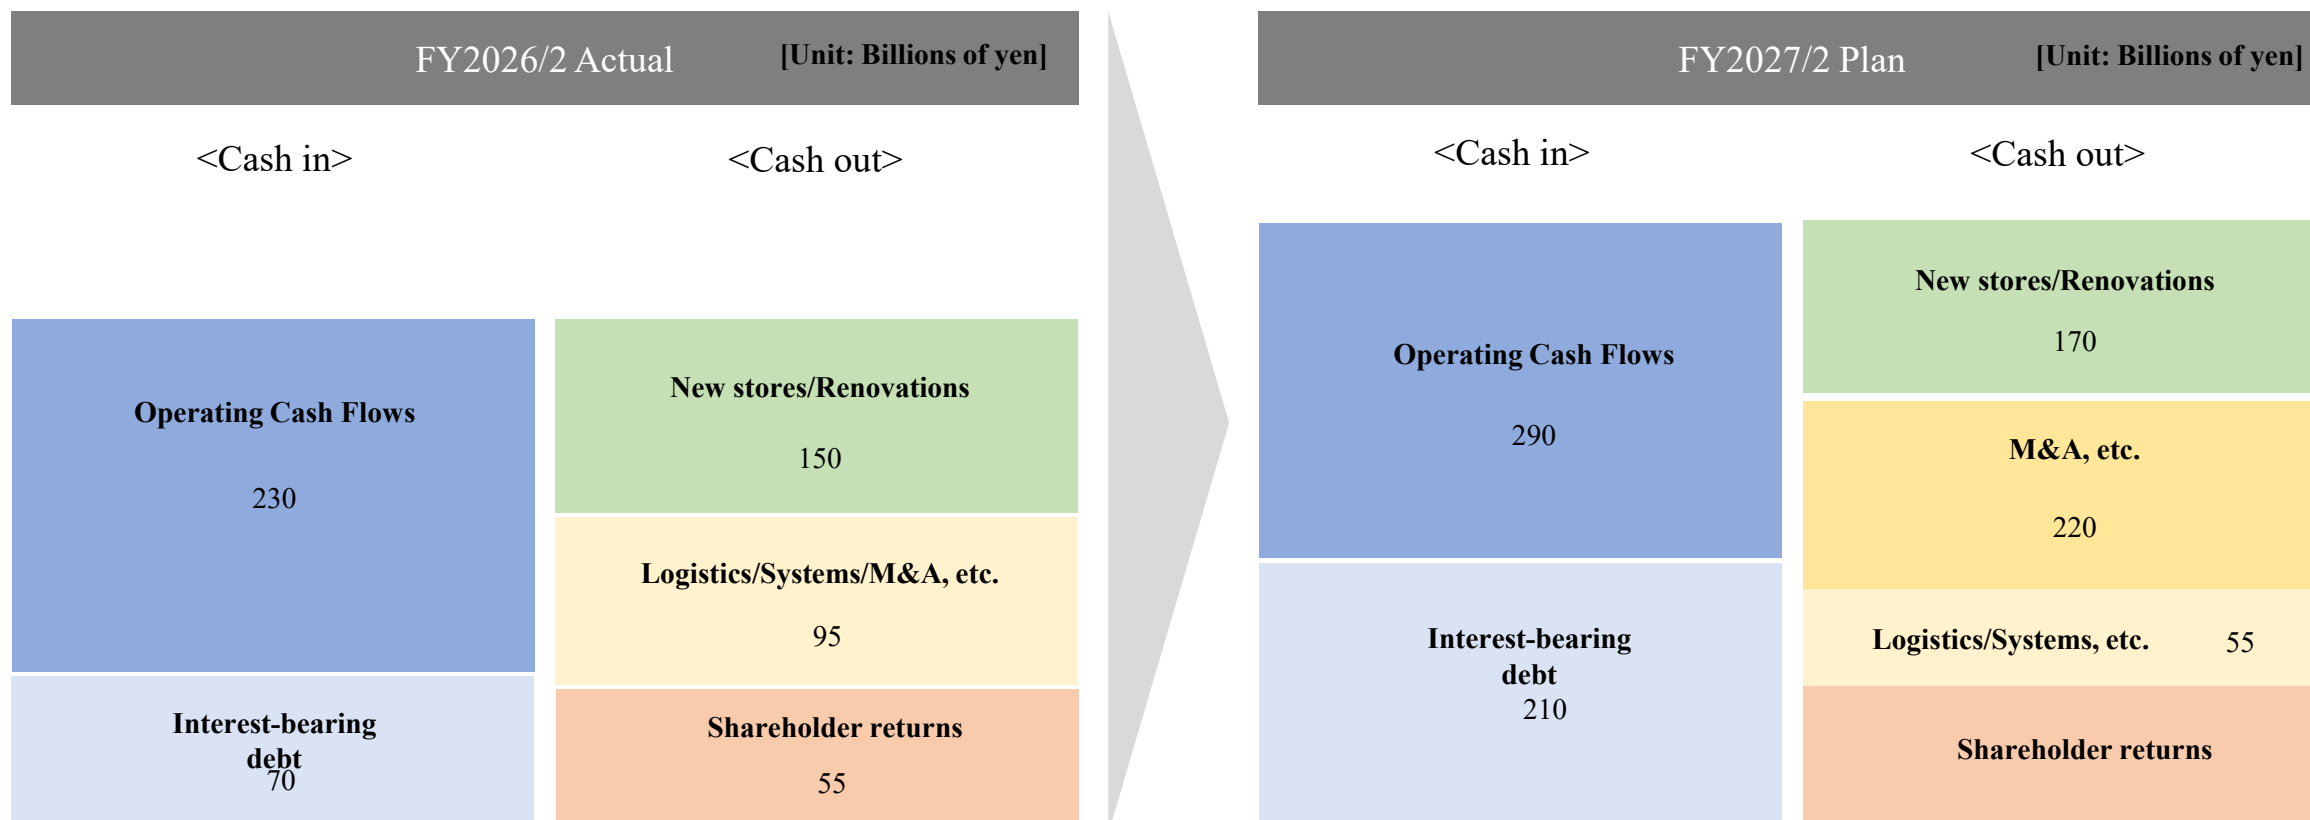 FY2026/2 Actual [Unit: Billions of yen]
<Cash in>
<Cash out>
Operating Cash Flows
230
Interest-bearing
debt
70
New stores/Renovations
150
Logistics/Systems/M&A, etc.
95
Shareholder returns
55
FY2027/2 Plan [Unit: Billions of yen]
<Cash in>
<Cash out>
Operating Cash Flows
290
Interest-bearing
debt
210
New stores/Renovations
170
M&A, etc.
220
Logistics/Systems, etc. 55
Shareholder returns